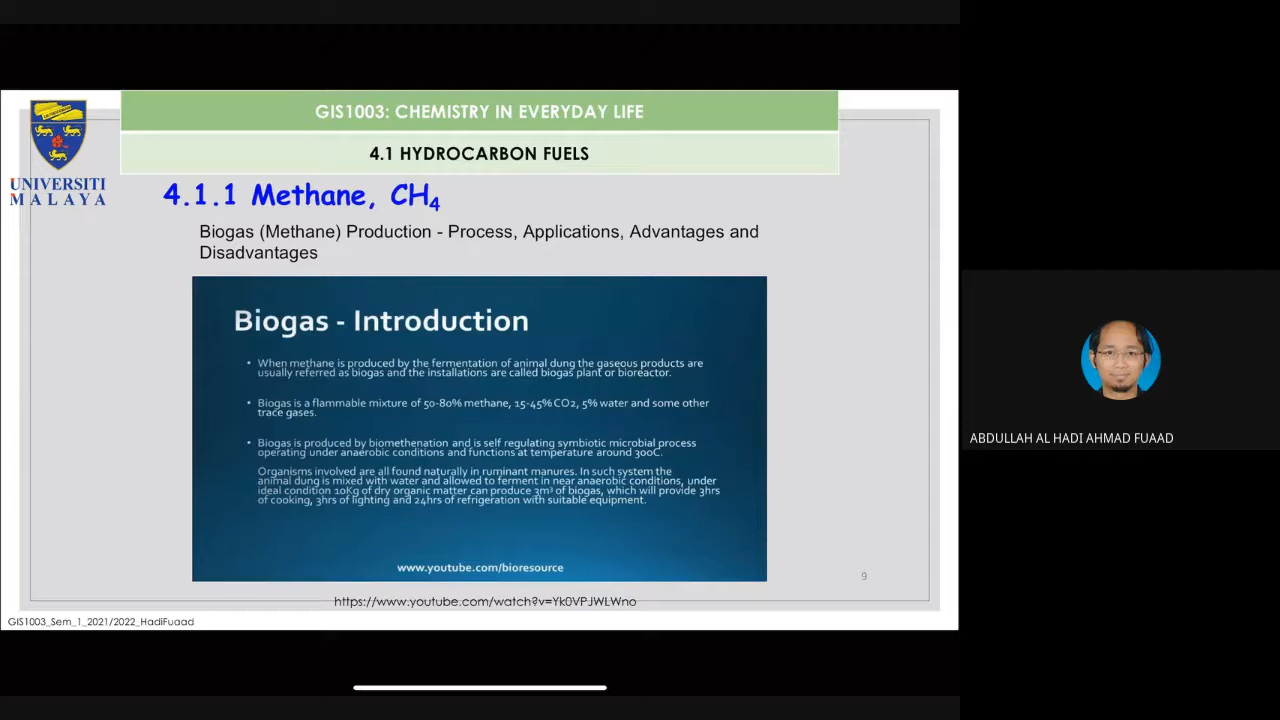 GIS1003: CHEMISTRY IN EVERYDAY LIFE
4.1 HYDROCARBON FUELS
UNIVERSITI
MALAYA
4.1.1 Methane, CH₄
Biogas (Methane) Production - Process, Applications, Advantages and
Disadvantages
Biogas - Introduction
• When methane is produced by the fermentation of animal dung the gaseous products are
usually referred as biogas and the installations are called biogas plant or bioreactor.
• Biogas is a flammable mixture of 50-80% methane, 15-45% CO2, 5% water and some other
trace gases.
• Biogas is produced by biomethenation and is self regulating symbiotic microbial process
operating under anaerobic conditions and functions at temperature around 300C.
Organisms involved are all found naturally in ruminant manures. In such system the
animal dung is mixed with water and allowed to ferment in near anaerobic conditions, under
ideal condition 10Kg of dry organic matter can produce 3m³ of biogas, which will provide 3hrs
of cooking, 3hrs of lighting and 24hrs of refrigeration with suitable equipment.
www.youtube.com/bioresource
9
https://www.youtube.com/watch?v=Yk0VPJWLWno
GIS1003_Sem_1_2021/2022_HadiFuaad
ABDULLAH AL HADI AHMAD FUAAD